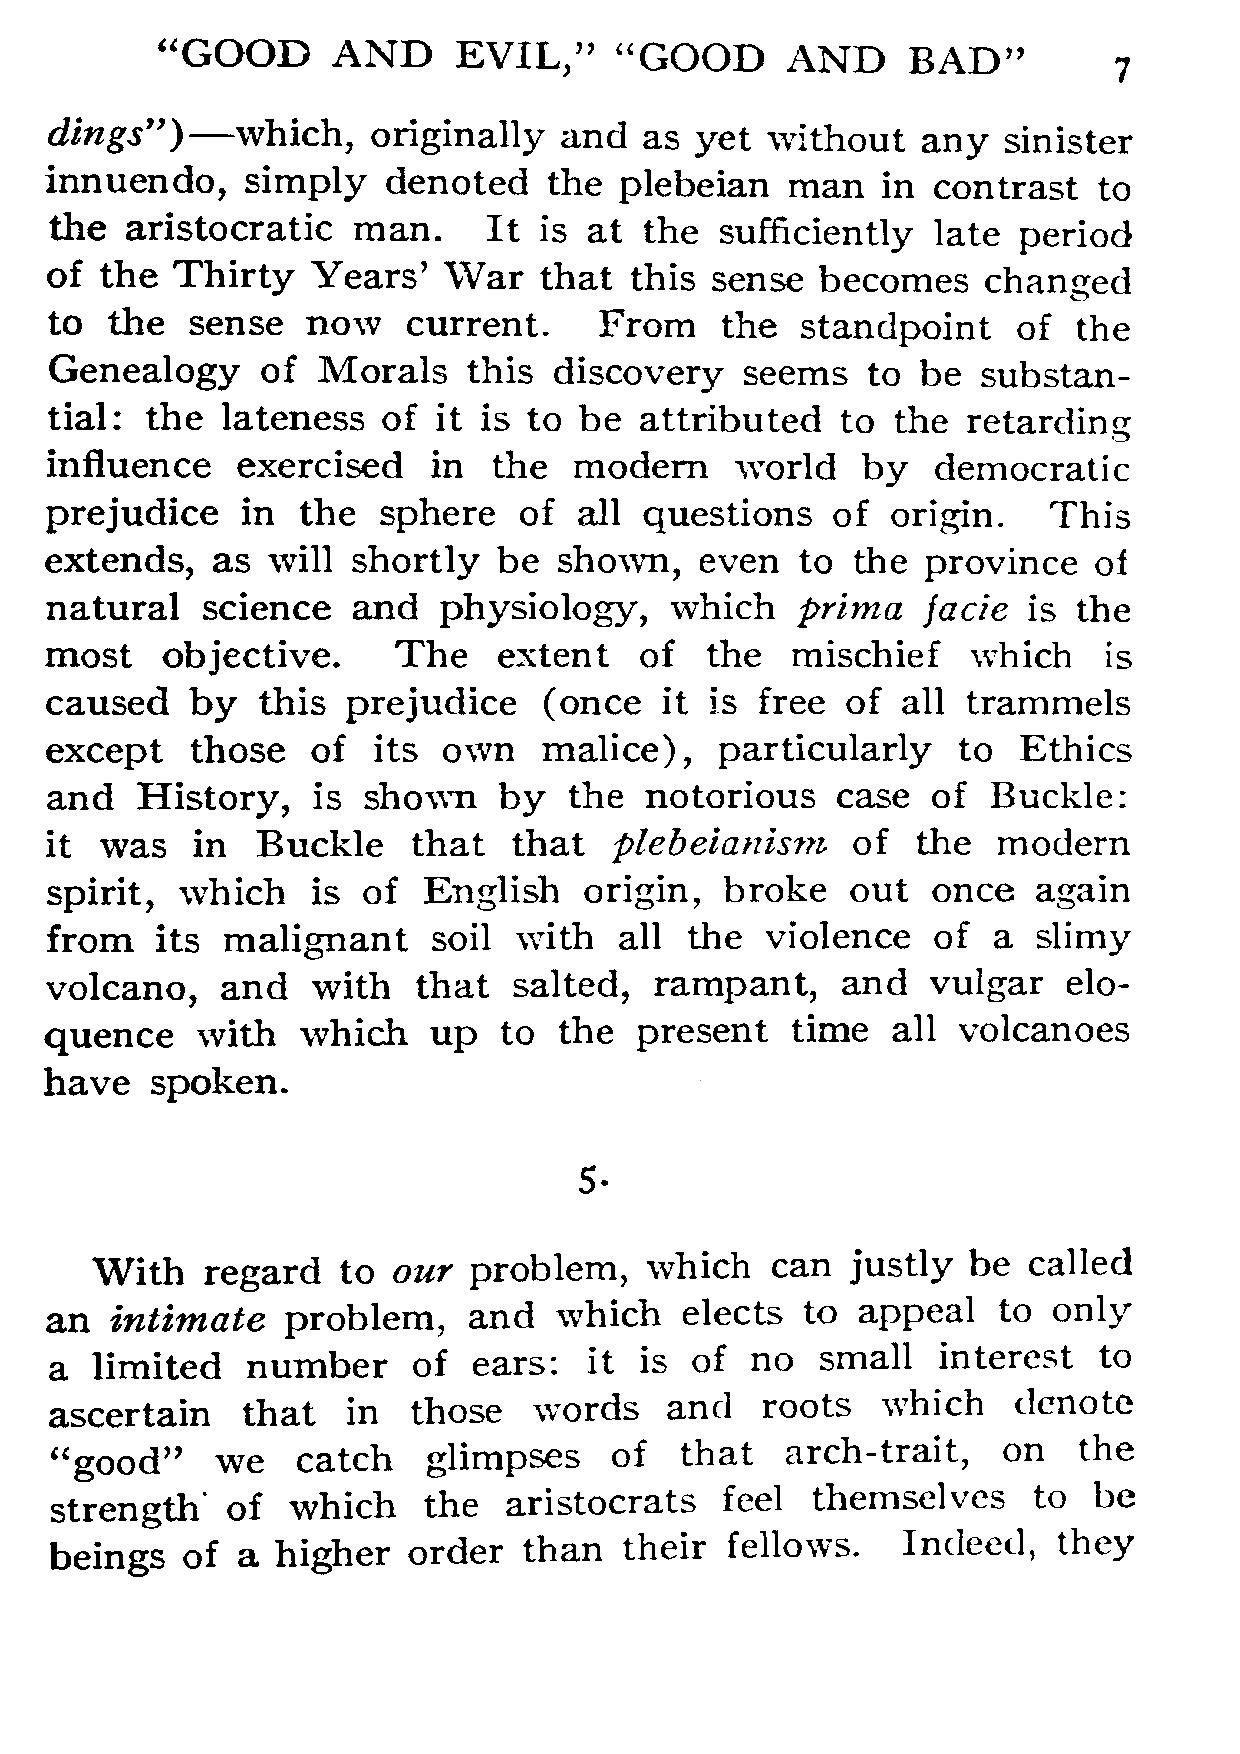 “GOOD AND EVIL,” “GOOD AND BAD” 7
dings”)—which, originally and as yet without any sinister
innuendo, simply denoted the plebeian man in contrast to
the aristocratic man. It is at the sufficiently late period
of the Thirty Years’ War that this sense becomes changed
to the sense now current. From the standpoint of the
Genealogy of Morals this discovery seems to be substan-
tial: the lateness of it is to be attributed to the retarding
influence exercised in the modern world by democratic
prejudice in the sphere of all questions of origin. This
extends, as will shortly be shown, even to the province of
natural science and physiology, which prima facie is the
most objective. The extent of the mischief which is
caused by this prejudice (once it is free of all trammels
except those of its own malice), particularly to Ethics
and History, is shown by the notorious case of Buckle:
it was in Buckle that that plebeianism of the modern
spirit, which is of English origin, broke out once again
from its malignant soil with all the violence of a slimy
volcano, and with that salted, rampant, and vulgar elo-
quence with which up to the present time all volcanoes
have spoken.
5.
With regard to our problem, which can justly be called
an intimate problem, and which elects to appeal to only
a limited number of ears: it is of no small interest to
ascertain that in those words and roots which denote
“good” we catch glimpses of that arch-trait, on the
strength of which the aristocrats feel themselves to be
beings of a higher order than their fellows. Indeed, they